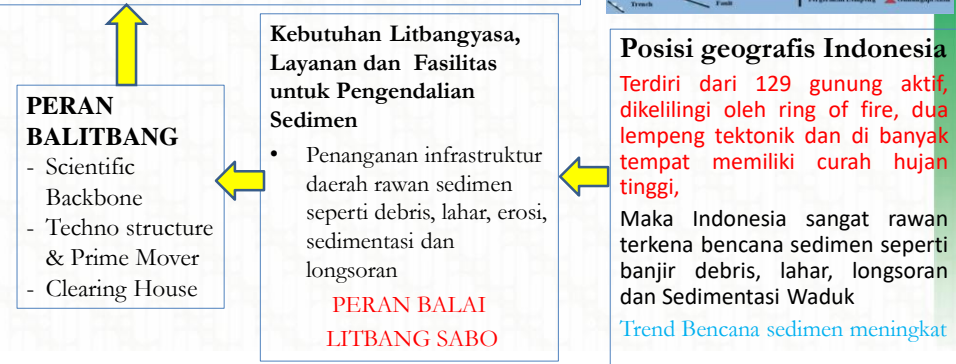 Trench
Fault
PERAN
BALITBANG
- Scientific
Backbone
- Techno structure
& Prime Mover
- Clearing House
Kebutuhan Litbangyasa,
Layanan dan Fasilitas
untuk Pengendalian
Sedimen
• Penanganan infrastruktur
daerah rawan sedimen
seperti debris, lahar, erosi,
sedimentasi dan
longsoran
PERAN BALAI
LITBANG SABO
Posisi geografis Indonesia
Terdiri dari 129 gunung aktif,
dikelilingi oleh ring of fire, dua
lempeng tektonik dan di banyak
tempat memiliki curah hujan
tinggi,
Maka Indonesia sangat rawan
terkena bencana sedimen seperti
banjir debris, lahar, longsoran
dan Sedimentasi Waduk
Trend Bencana sedimen meningkat